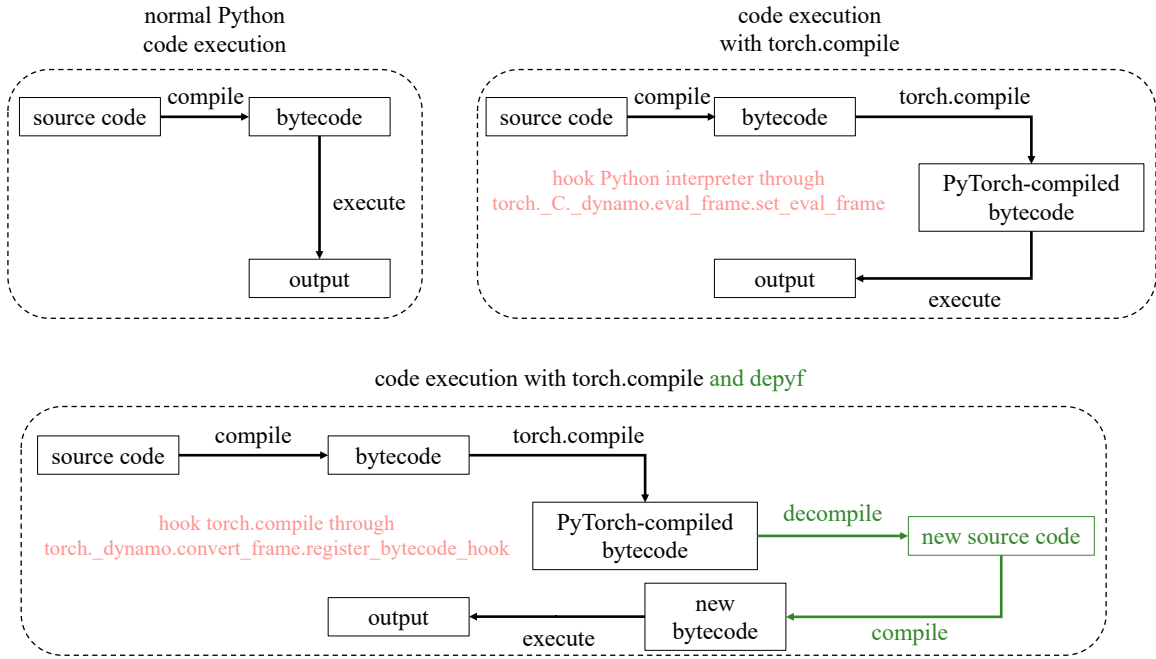 normal Python
code execution
source code
compile
bytecode
execute
output
code execution
with torch.compile
source code
compile
bytecode
torch.compile
hook Python interpreter through
torch._C._dynamo.eval_frame.set_eval_frame
PyTorch-compiled
bytecode
output
execute
code execution with torch.compile and depyf
source code
compile
bytecode
torch.compile
hook torch.compile through
torch._dynamo.convert_frame.register_bytecode_hook
PyTorch-compiled
bytecode
decompile
new source code
output
execute
new
bytecode
compile